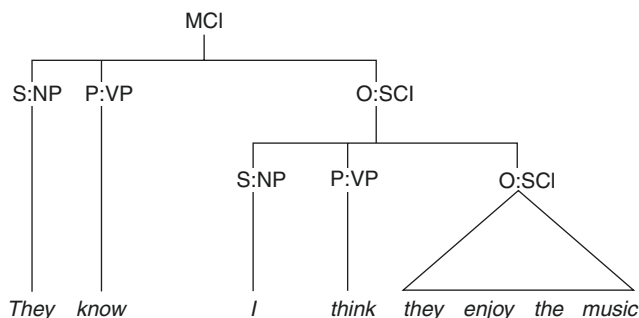 MCl
S:NP P:VP O:SCl
S:NP P:VP O:SCl
They know I think they enjoy the music